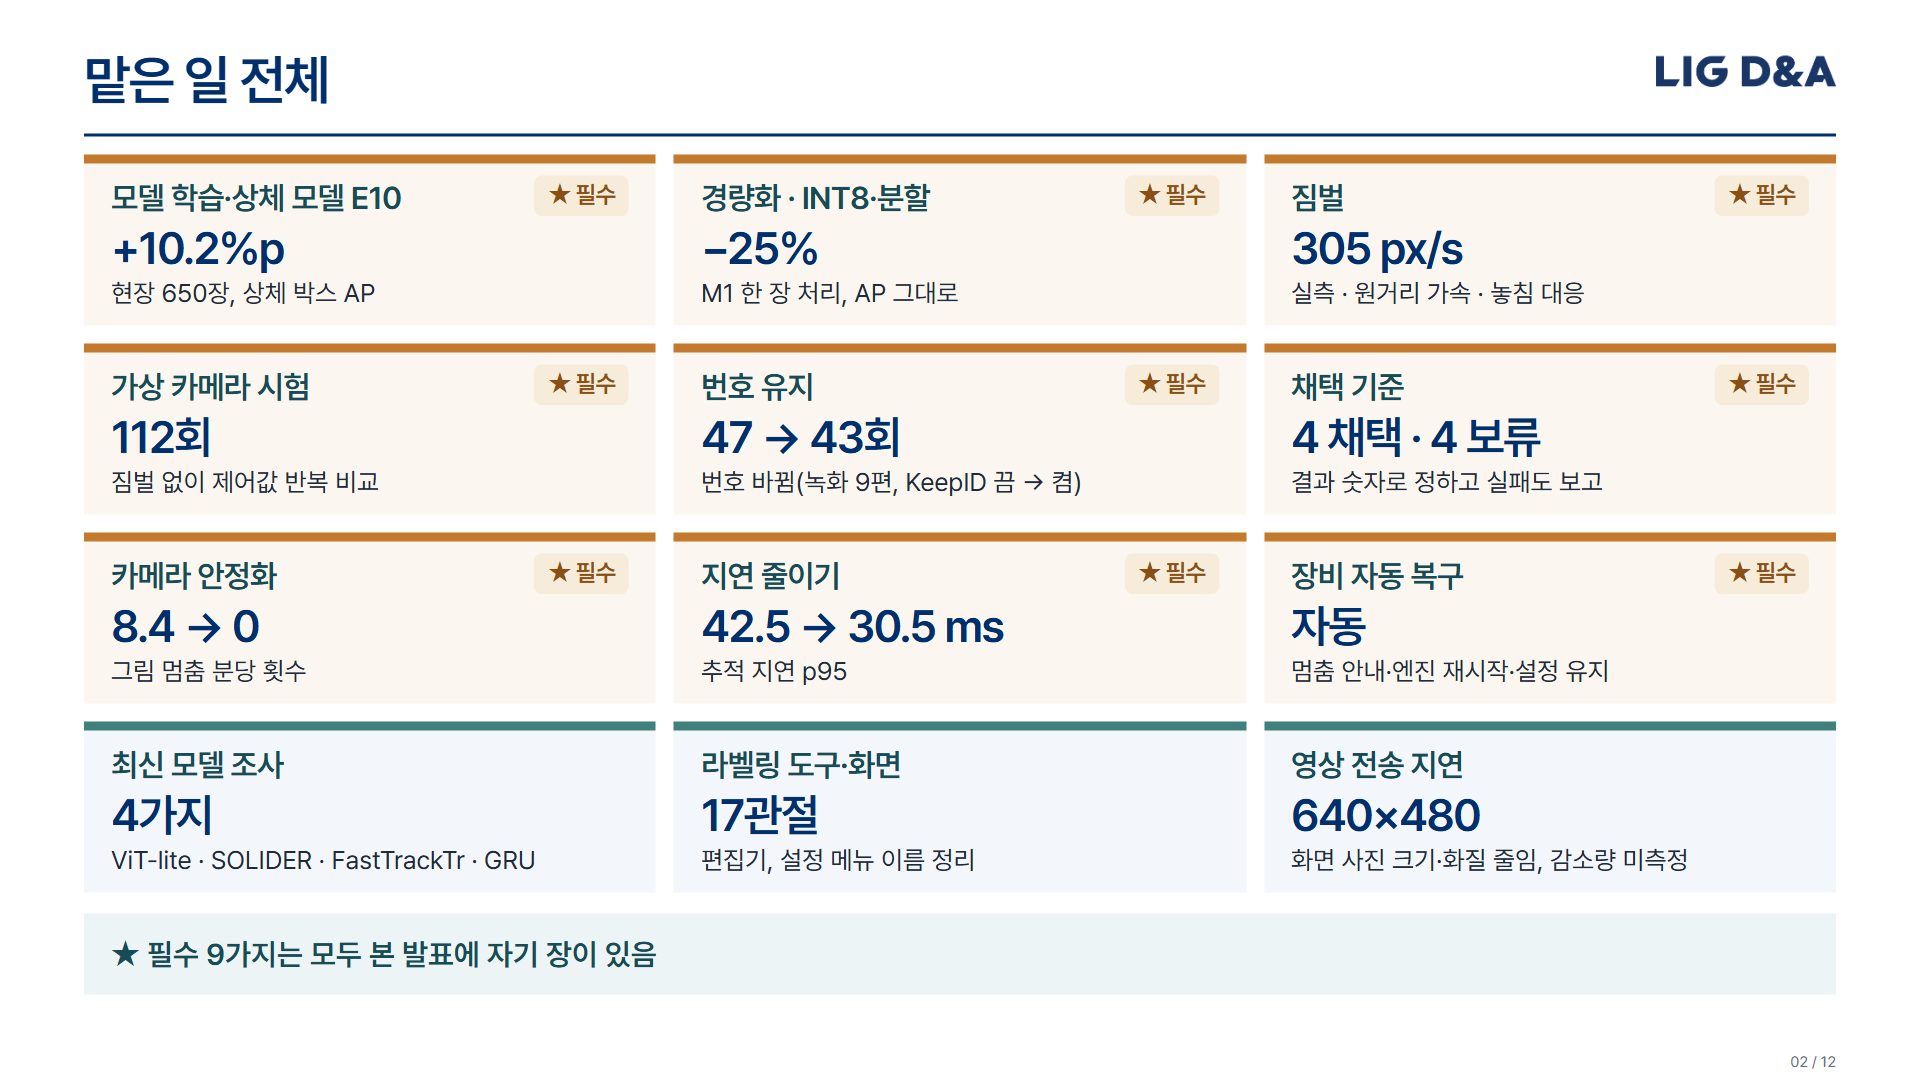 맡은 일 전체
LIG D&A
모델 학습·상체 모델 E10
★ 필수
+10.2%p
현장 650장, 상체 박스 AP
경량화 · INT8·분할
★ 필수
−25%
M1 한 장 처리, AP 그대로
짐벌
★ 필수
305 px/s
실측 · 원거리 가속 · 놓침 대응
가상 카메라 시험
★ 필수
112회
짐벌 없이 제어값 반복 비교
번호 유지
★ 필수
47 → 43회
번호 바뀜(녹화 9편, KeepID 끔 → 켬)
채택 기준
★ 필수
4 채택 · 4 보류
결과 숫자로 정하고 실패도 보고
카메라 안정화
★ 필수
8.4 → 0
그림 멈춤 분당 횟수
지연 줄이기
★ 필수
42.5 → 30.5 ms
추적 지연 p95
장비 자동 복구
★ 필수
자동
멈춤 안내·엔진 재시작·설정 유지
최신 모델 조사
4가지
ViT-lite · SOLIDER · FastTrackTr · GRU
라벨링 도구·화면
17관절
편집기, 설정 메뉴 이름 정리
영상 전송 지연
640×480
화면 사진 크기·화질 줄임, 감소량 미측정
★ 필수 9가지는 모두 본 발표에 자기 장이 있음
02 / 12